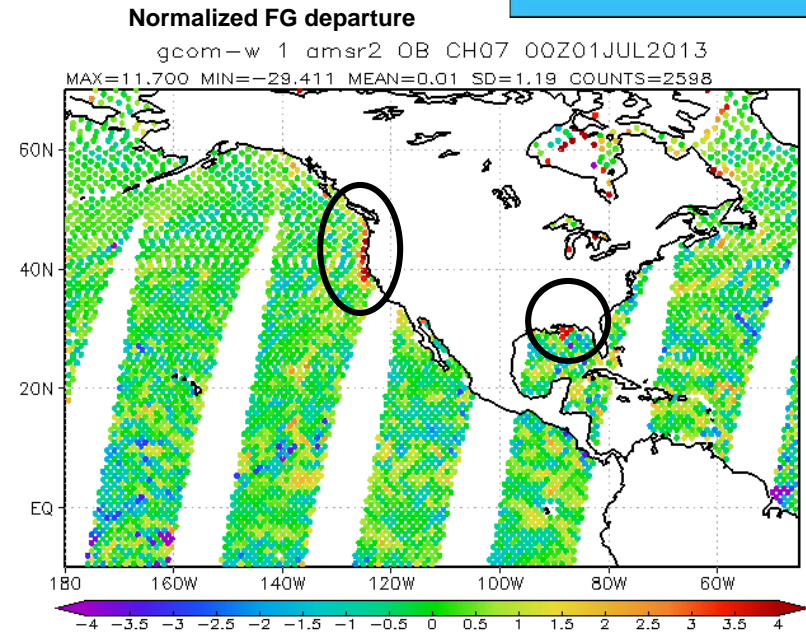 Normalized FG departure
gcom-w 1 amsr2 OB CH07 00Z01JUL2013
MAX=11.700 MIN=-29.411 MEAN=0.01 SD=1.19 COUNTS=2598
60N
40N
20N
EQ
180 160W 140W 120W 100W 80W 60W
-4 -3.5 -3 -2.5 -2 -1.5 -1 -0.5 0 0.5 1 1.5 2 2.5 3 3.5 4